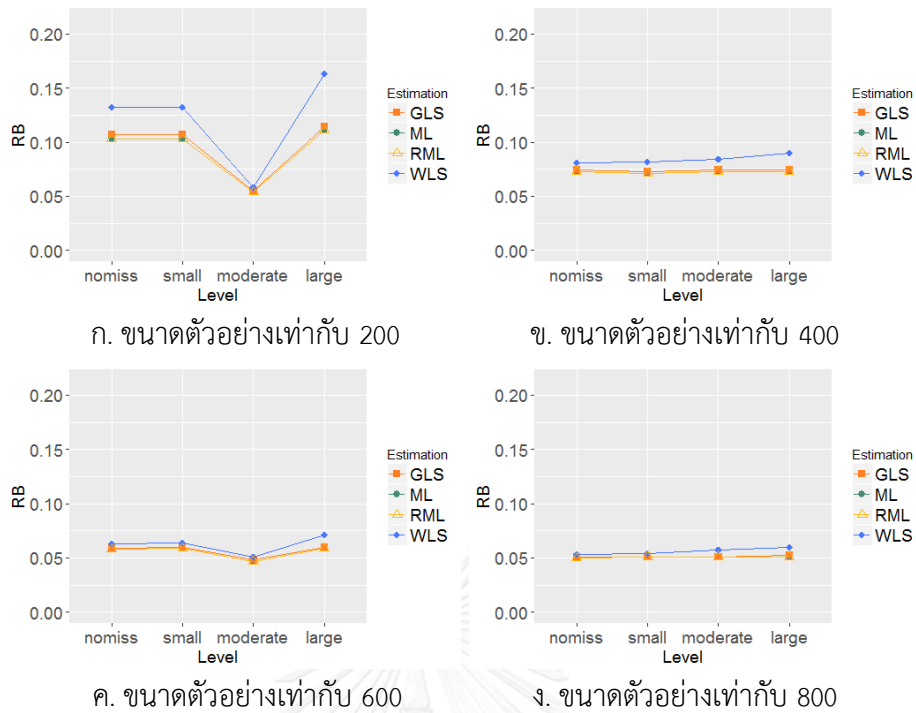 0.20
0.15
0.10
0.05
0.00
RB
nomiss small moderate large
Level
Estimation
GLS
ML
RML
WLS
ก. ขนาดตัวอย่างเท่ากับ 200
0.20
0.15
0.10
0.05
0.00
RB
nomiss small moderate large
Level
Estimation
GLS
ML
RML
WLS
ข. ขนาดตัวอย่างเท่ากับ 400
0.20
0.15
0.10
0.05
0.00
RB
nomiss small moderate large
Level
Estimation
GLS
ML
RML
WLS
ค. ขนาดตัวอย่างเท่ากับ 600
0.20
0.15
0.10
0.05
0.00
RB
nomiss small moderate large
Level
Estimation
GLS
ML
RML
WLS
ง. ขนาดตัวอย่างเท่ากับ 800